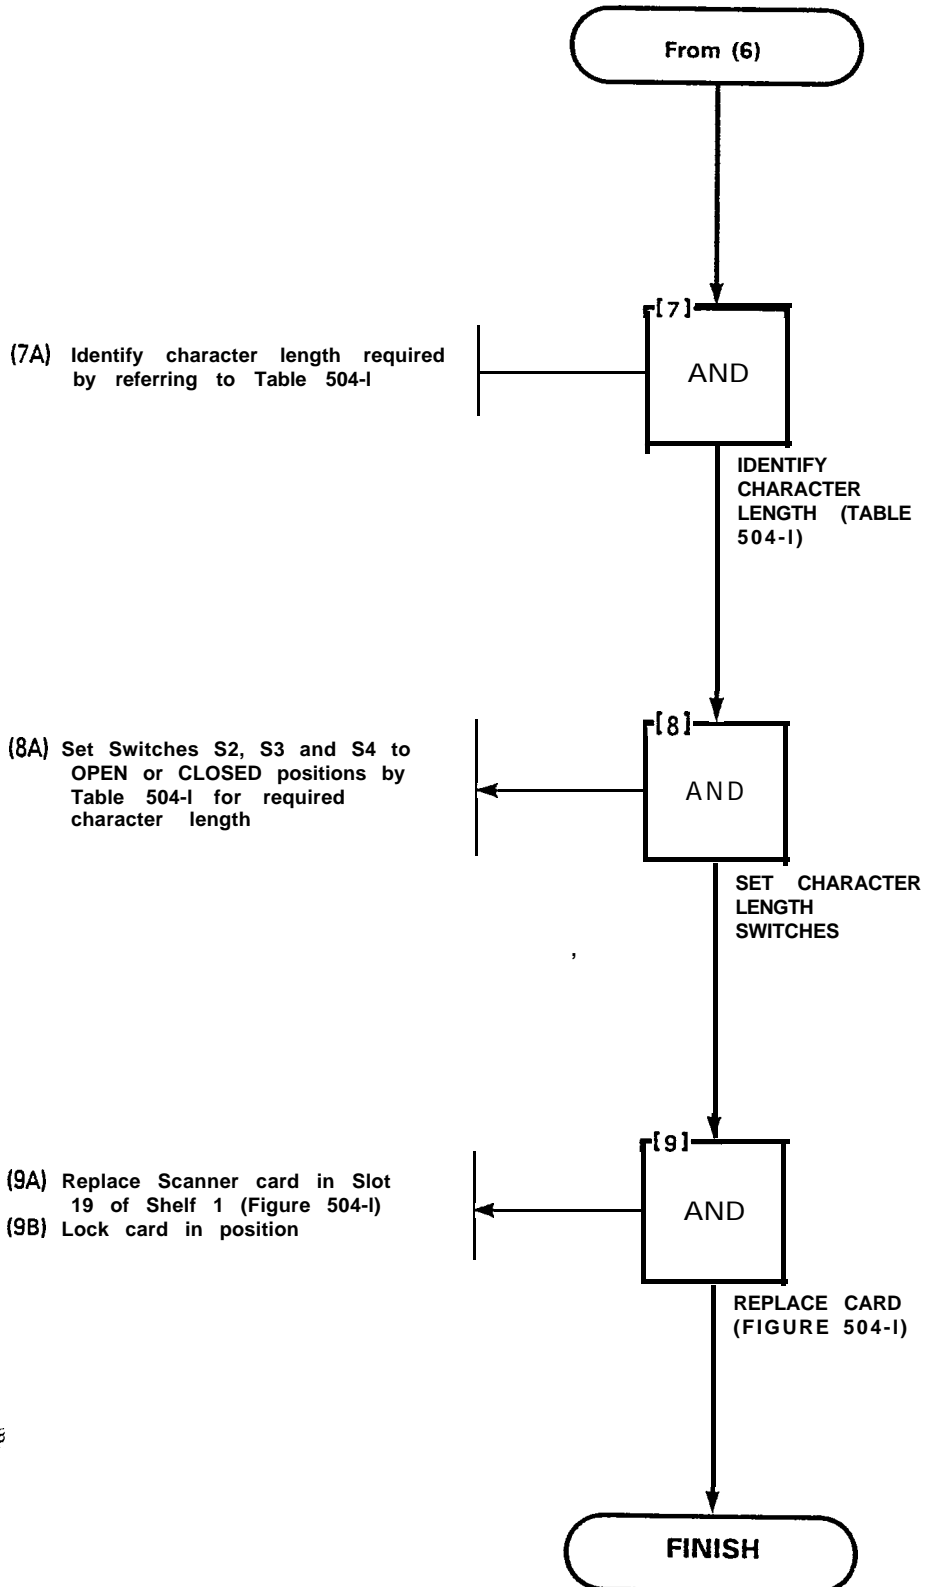 From (6)
[7]
(7A) Identify character length required
by referring to Table 504-I
AND
IDENTIFY
CHARACTER
LENGTH (TABLE
504-I)
[8]
(8A) Set Switches S2, S3 and S4 to
OPEN or CLOSED positions by
Table 504-I for required
character length
AND
SET CHARACTER
LENGTH
SWITCHES
[9]
(9A) Replace Scanner card in Slot
19 of Shelf 1 (Figure 504-I)
(9B) Lock card in position
AND
REPLACE CARD
(FIGURE 504-I)
FINISH